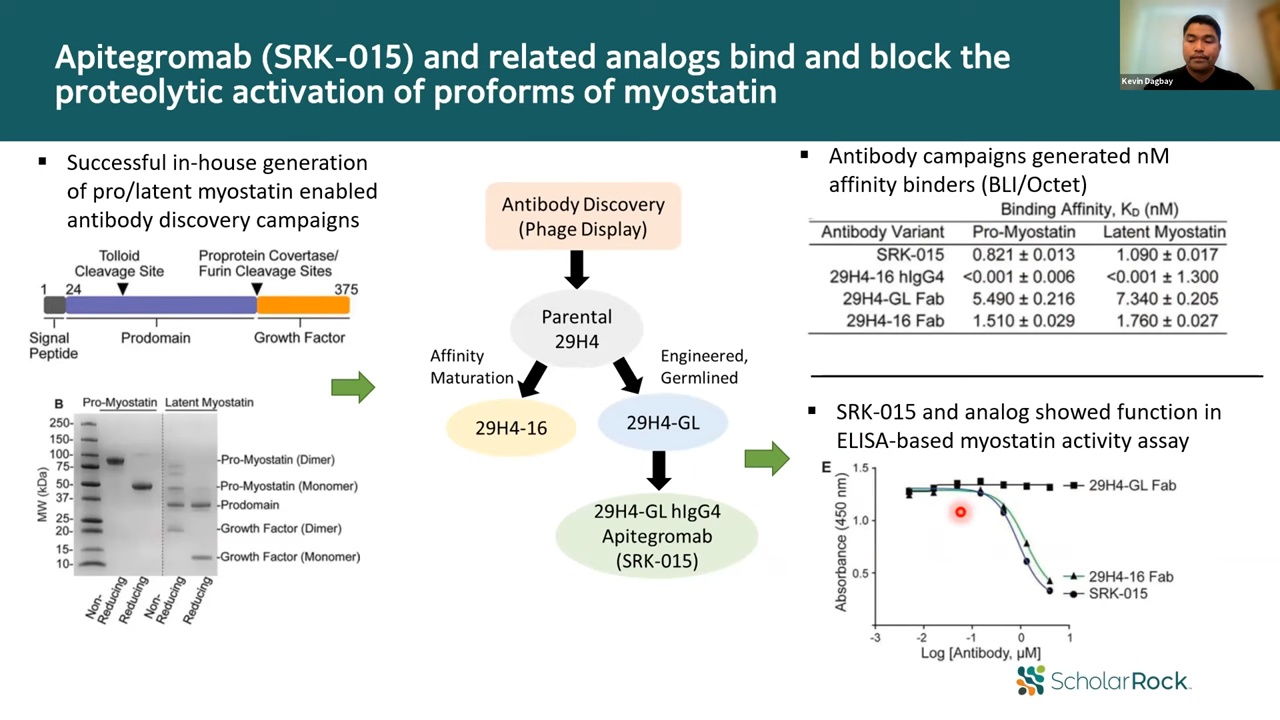 Apitegromab (SRK-015) and related analogs bind and block the
proteolytic activation of proforms of myostatin
Kevin Dagbay
▪ Successful in-house generation
of pro/latent myostatin enabled
antibody discovery campaigns
Tolloid
Cleavage Site
Proprotein Covertase/
Furin Cleavage Sites
1 24 375
Signal
Peptide
Prodomain
Growth Factor
B
Pro-Myostatin Latent Myostatin
MW (kDa)
250-
150-
100-
75-
50-
37-
25-
20-
15-
10-
-Pro-Myostatin (Dimer)
-Pro-Myostatin (Monomer)
-Prodomain
-Growth Factor (Dimer)
-Growth Factor (Monomer)
Non-
Reducing
Reducing
Non-
Reducing
Reducing
Antibody Discovery
(Phage Display)
Parental
29H4
Affinity
Maturation
Engineered,
Germlined
29H4-16
29H4-GL
29H4-GL hIgG4
Apitegromab
(SRK-015)
▪ Antibody campaigns generated nM
affinity binders (BLI/Octet)
Binding Affinity, KD (nM)
Antibody Variant Pro-Myostatin Latent Myostatin
SRK-015 0.821 ± 0.013 1.090 ± 0.017
29H4-16 hIgG4 <0.001 ± 0.006 <0.001 ± 1.300
29H4-GL Fab 5.490 ± 0.216 7.340 ± 0.205
29H4-16 Fab 1.510 ± 0.029 1.760 ± 0.027
▪ SRK-015 and analog showed function in
ELISA-based myostatin activity assay
E
Absorbance (450 nm)
1.5
1.0
0.5
29H4-GL Fab
29H4-16 Fab
SRK-015
-3 -2 -1 0 1
Log [Antibody, µM]
ScholarRock